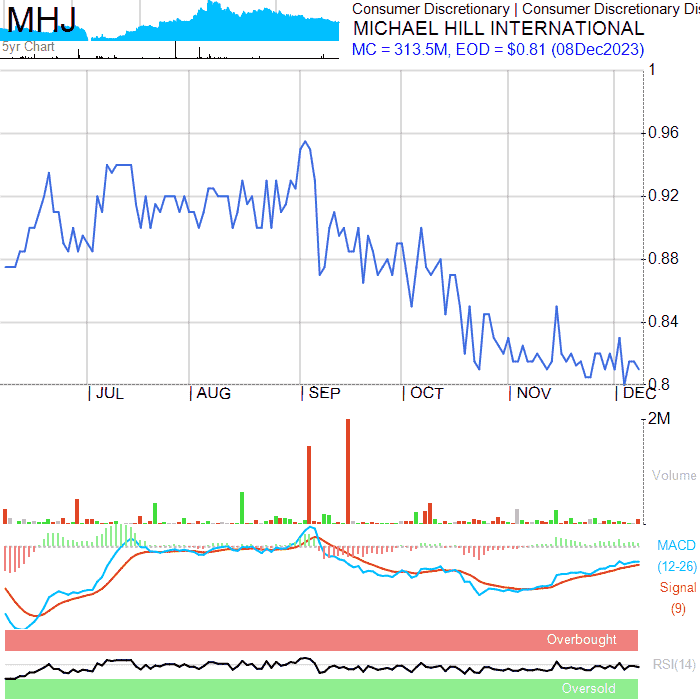 MHJ
5yr Chart
Consumer Discretionary | Consumer Discretionary Dis
MICHAEL HILL INTERNATIONAL
MC = 313.5M, EOD = $0.81 (08Dec2023)
1
0.96
0.92
0.88
0.84
0.8
JUL AUG SEP OCT NOV DEC
2M
Volume
MACD
(12-26)
Signal
(9)
Overbought
RSI(14)
Oversold